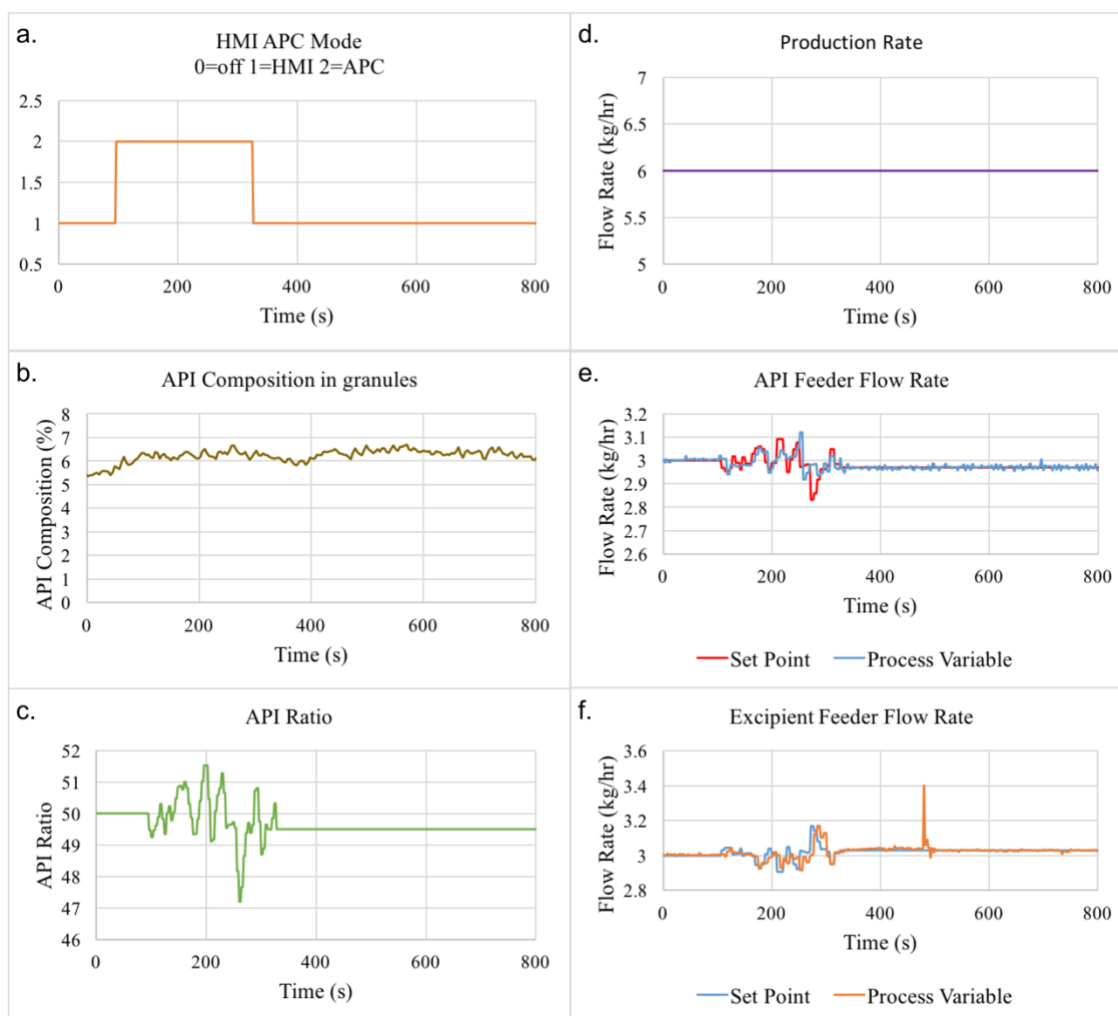 a.
HMI APC Mode
0=off 1=HMI 2=APC
2.5
2
1.5
1
0.5
0 200 400 600 800
Time (s)
b.
API Composition in granules
API Composition (%)
8
7
6
5
4
3
2
1
0
0 200 400 600 800
Time (s)
c.
API Ratio
API Ratio
52
51
50
49
48
47
46
0 200 400 600 800
Time (s)
d.
Production Rate
Flow Rate (kg/hr)
7
6.5
6
5.5
5
0 200 400 600 800
Time (s)
e.
API Feeder Flow Rate
Flow Rate (kg/hr)
3.2
3.1
3
2.9
2.8
2.7
2.6
0 200 400 600 800
Time (s)
Set Point Process Variable
f.
Excipient Feeder Flow Rate
Flow Rate (kg/hr)
3.6
3.4
3.2
3
2.8
0 200 400 600 800
Time (s)
Set Point Process Variable